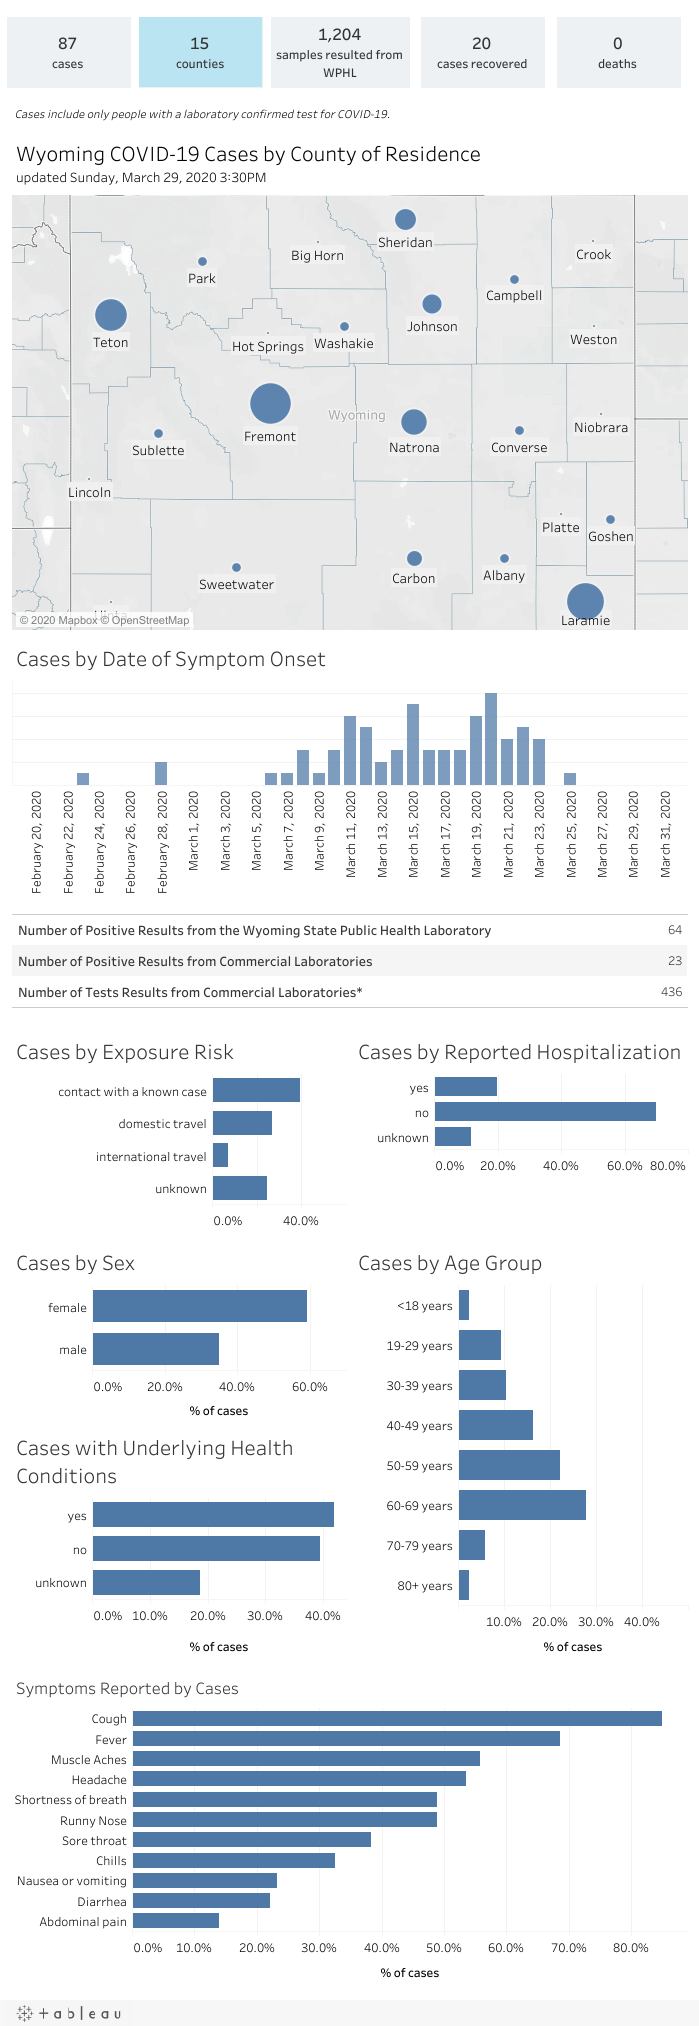 87
cases
15
counties
1,204
samples resulted from
WPHL
20
cases recovered
0
deaths
Cases include only people with a laboratory confirmed test for COVID-19.
Wyoming COVID-19 Cases by County of Residence
updated Sunday, March 29, 2020 3:30PM
Sheridan
Big Horn
Crook
Park
Campbell
Johnson
Teton
Hot Springs
Washakie
Weston
Wyoming
Fremont
Natrona
Niobrara
Sublette
Converse
Lincoln
Platte
Goshen
Sweetwater
Carbon
Albany
Laramie
© 2020 Mapbox © OpenStreetMap
Cases by Date of Symptom Onset
February 20, 2020
February 22, 2020
February 24, 2020
February 26, 2020
February 28, 2020
March 1, 2020
March 3, 2020
March 5, 2020
March 7, 2020
March 9, 2020
March 11, 2020
March 13, 2020
March 15, 2020
March 17, 2020
March 19, 2020
March 21, 2020
March 23, 2020
March 25, 2020
March 27, 2020
March 29, 2020
March 31, 2020
Number of Positive Results from the Wyoming State Public Health Laboratory 64
Number of Positive Results from Commercial Laboratories 23
Number of Tests Results from Commercial Laboratories* 436
Cases by Exposure Risk
contact with a known case
domestic travel
international travel
unknown
0.0% 40.0%
Cases by Reported Hospitalization
yes
no
unknown
0.0% 20.0% 40.0% 60.0% 80.0%
Cases by Sex
female
male
0.0% 20.0% 40.0% 60.0%
% of cases
Cases by Age Group
<18 years
19-29 years
30-39 years
40-49 years
50-59 years
60-69 years
70-79 years
80+ years
10.0% 20.0% 30.0% 40.0%
% of cases
Cases with Underlying Health
Conditions
yes
no
unknown
0.0% 10.0% 20.0% 30.0% 40.0%
% of cases
Symptoms Reported by Cases
Cough
Fever
Muscle Aches
Headache
Shortness of breath
Runny Nose
Sore throat
Chills
Nausea or vomiting
Diarrhea
Abdominal pain
0.0% 10.0% 20.0% 30.0% 40.0% 50.0% 60.0% 70.0% 80.0%
% of cases
+ableau